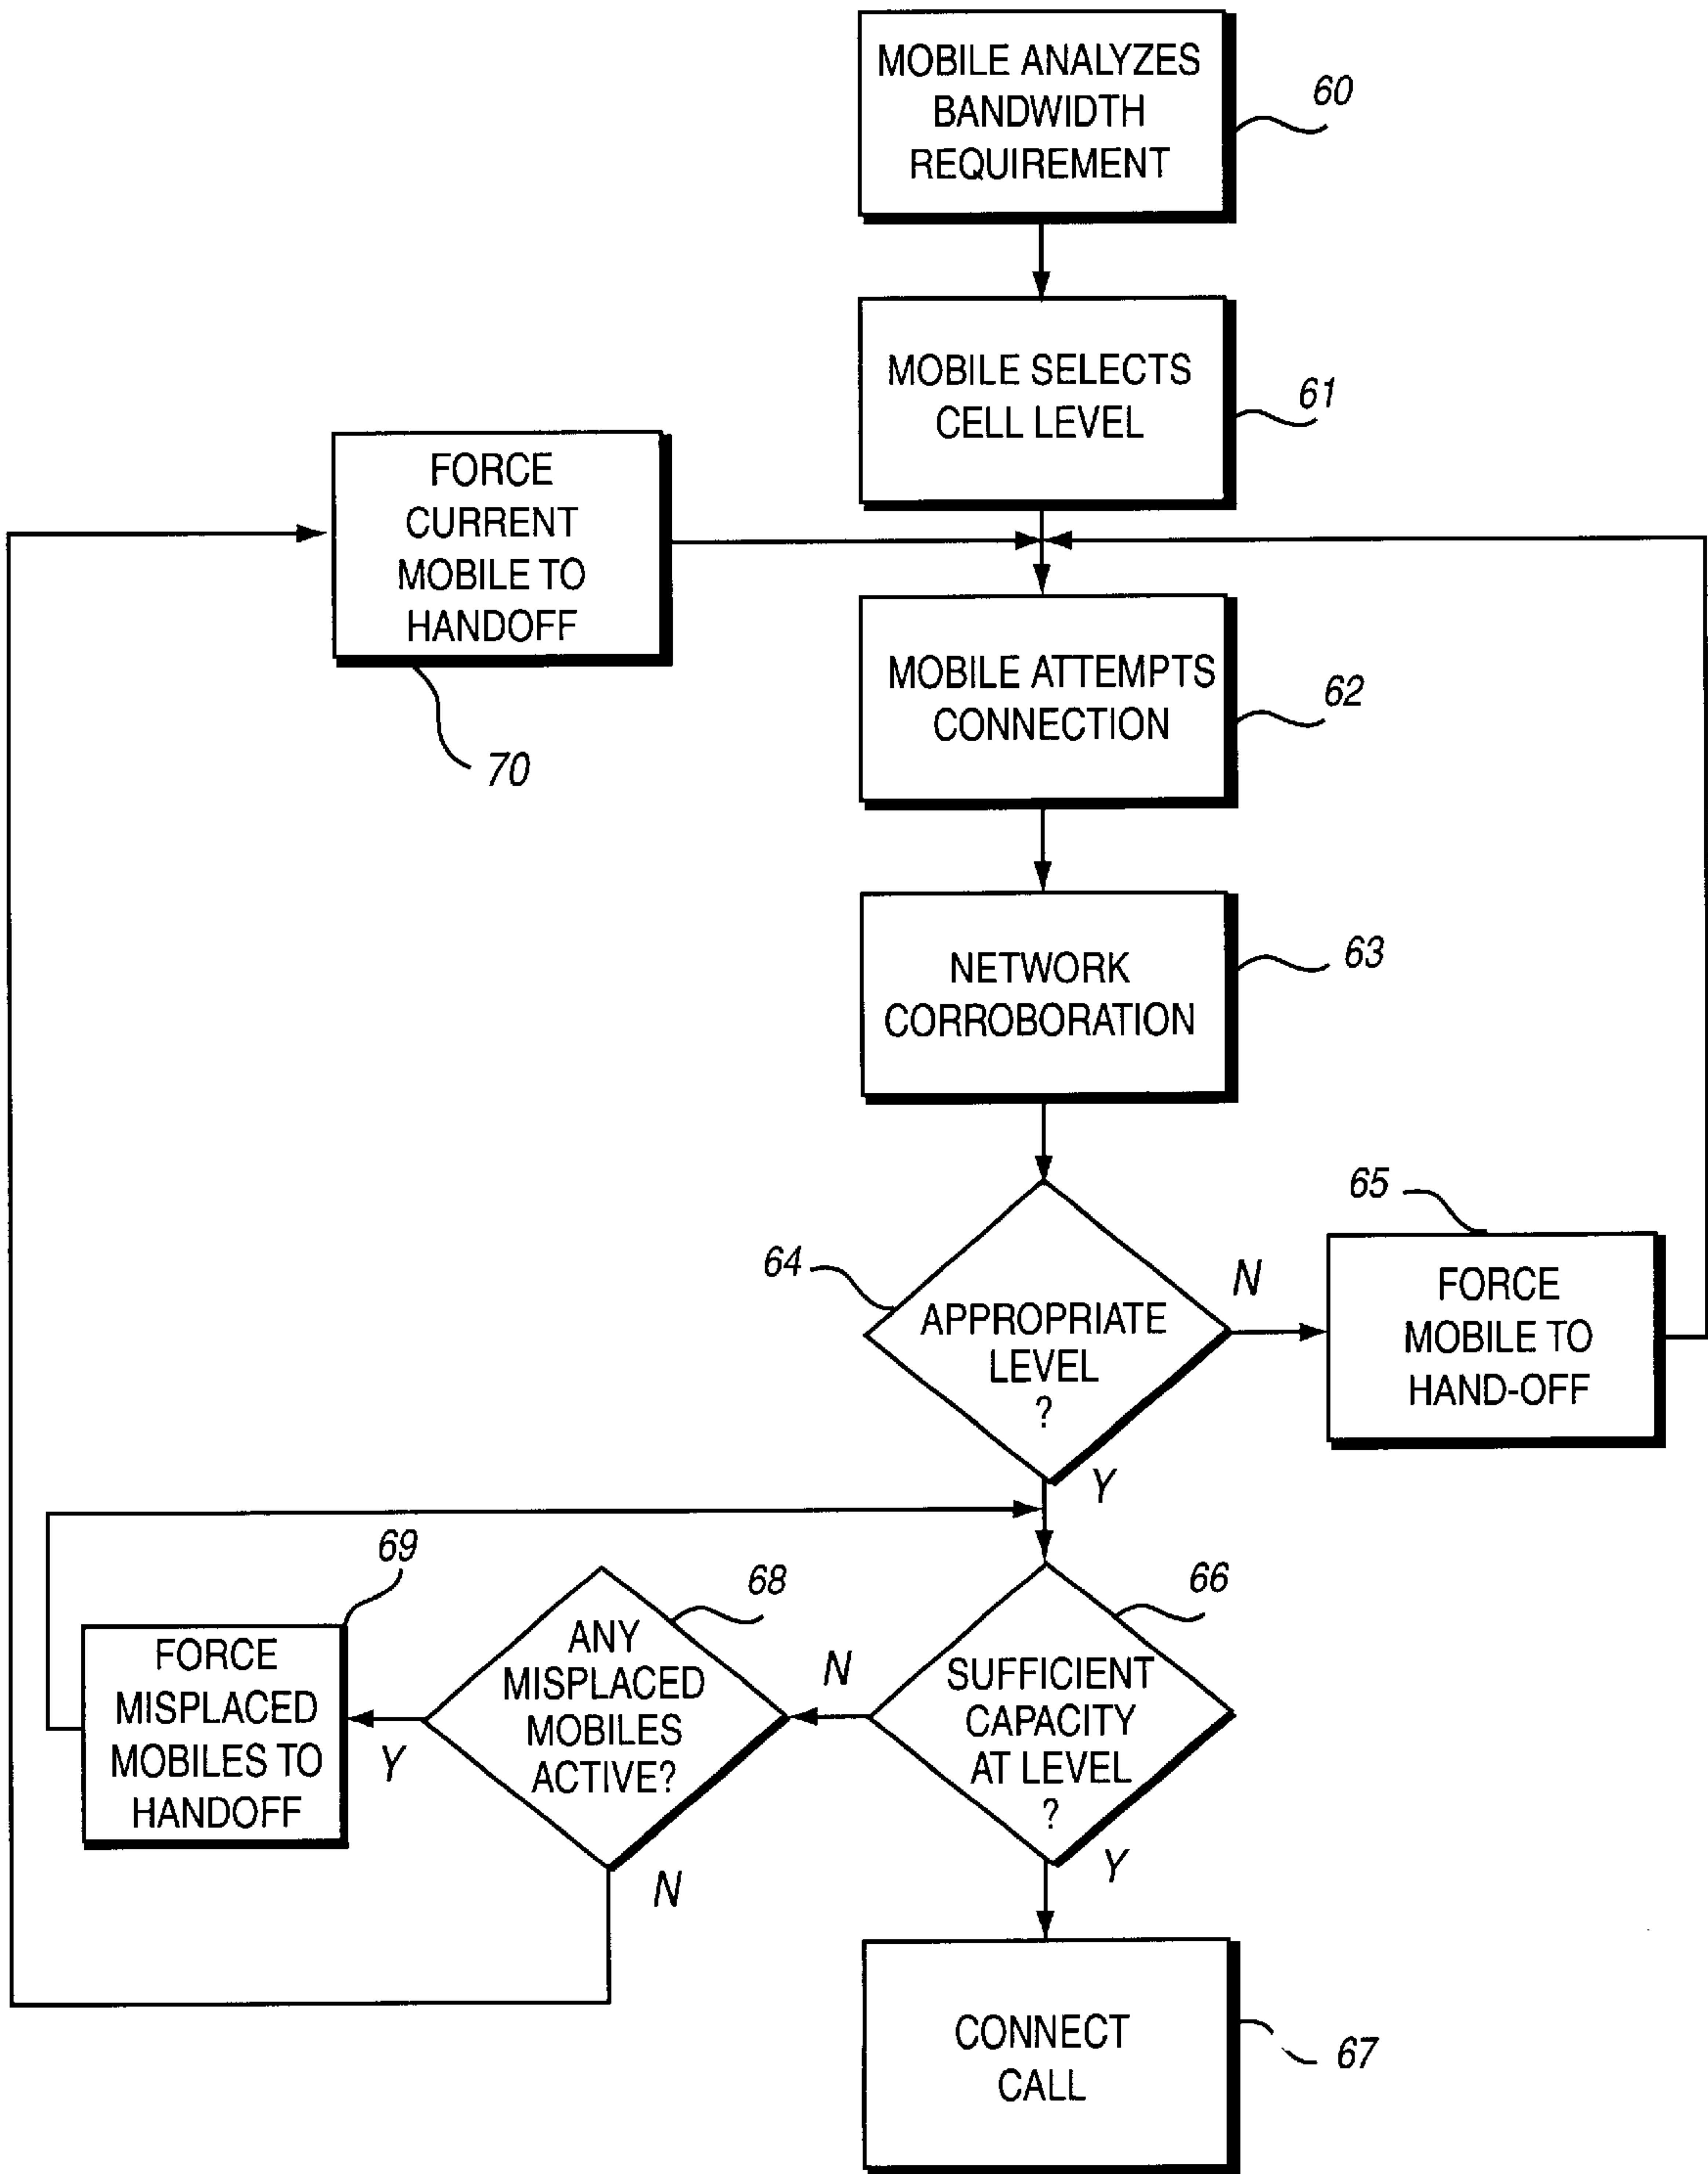 MOBILE ANALYZES
BANDWIDTH
REQUIREMENT
60
MOBILE SELECTS
CELL LEVEL
61
FORCE
CURRENT
MOBILE TO
HANDOFF
70
MOBILE ATTEMPTS
CONNECTION
62
NETWORK
CORROBORATION
63
64
APPROPRIATE
LEVEL
?
N
Y
65
FORCE
MOBILE TO
HAND-OFF
66
SUFFICIENT
CAPACITY
AT LEVEL
?
N
Y
68
ANY
MISPLACED
MOBILES
ACTIVE?
Y
N
69
FORCE
MISPLACED
MOBILES TO
HANDOFF
CONNECT
CALL
67